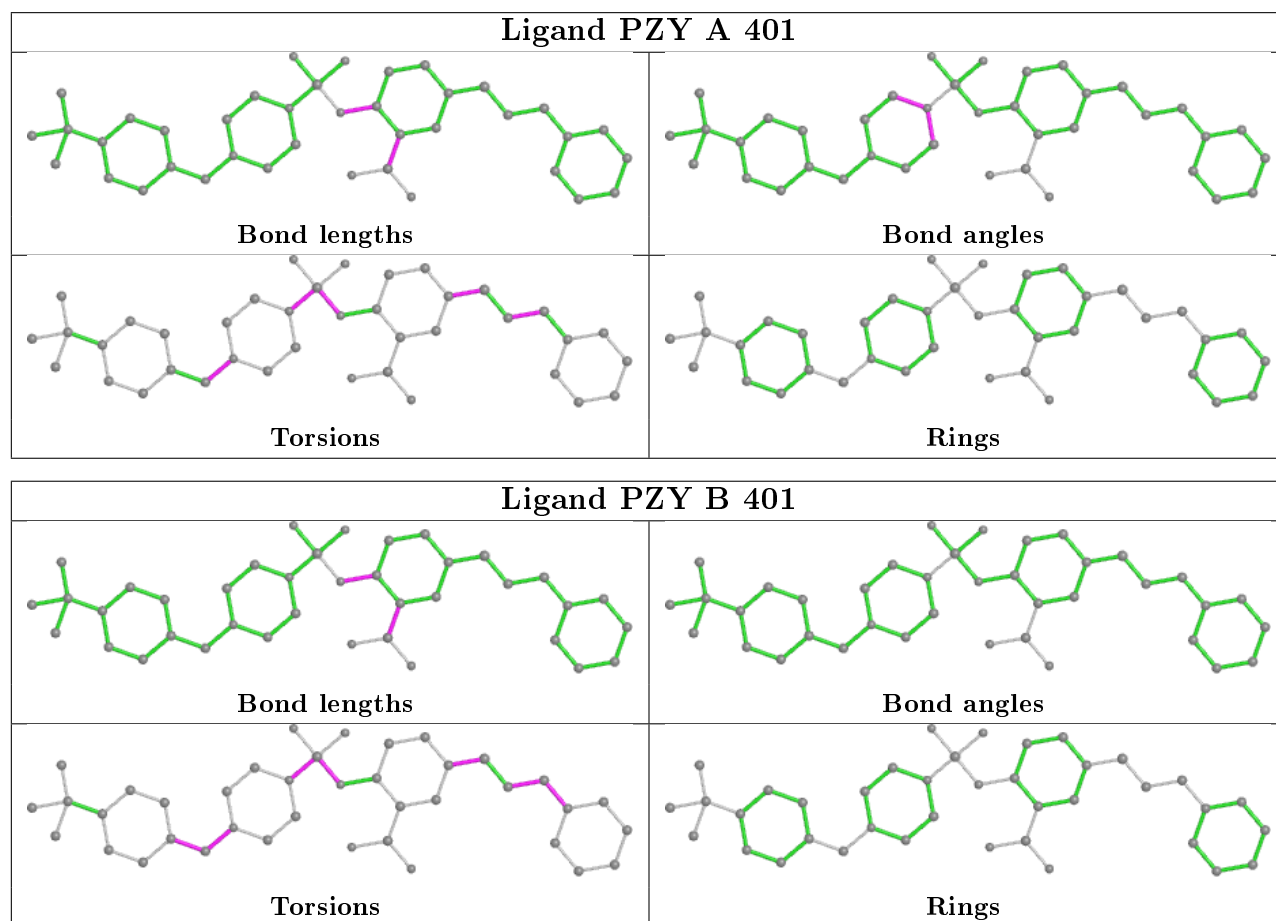 Ligand PZY A 401
Bond lengths
Bond angles
Torsions
Rings
Ligand PZY B 401
Bond lengths
Bond angles
Torsions
Rings